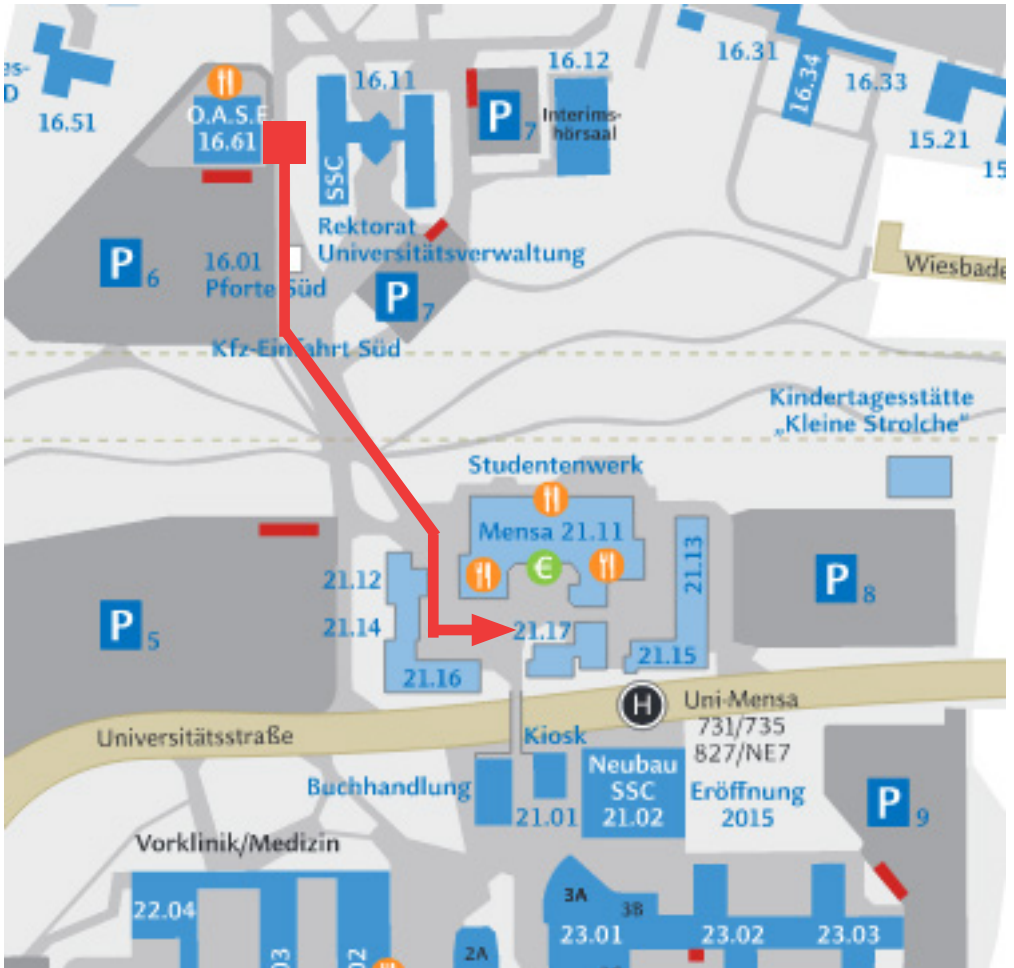 es-
D
16.51
O.A.S.E
16.61
SSC
16.11
P 7
16.12
Interims-
hörsaal
16.31
16.34
16.33
15.21
15
Rektorat
Universitätsverwaltung
P 6
16.01
Pforte Süd
P 7
Wiesbade
Kfz-Einfahrt Süd
Kindertagesstätte
„Kleine Strolche“
Studentenwerk
Mensa 21.11
€
21.13
21.12
P 8
P 5
21.14
21.17
21.15
21.16
H
Uni-Mensa
731/735
827/NE7
Universitätsstraße
Kiosk
Buchhandlung
21.01
Neubau
SSC
21.02
Eröffnung
2015
P 9
Vorklinik/Medizin
22.04
03
02
3A
3B
23.01
23.02
23.03
2A